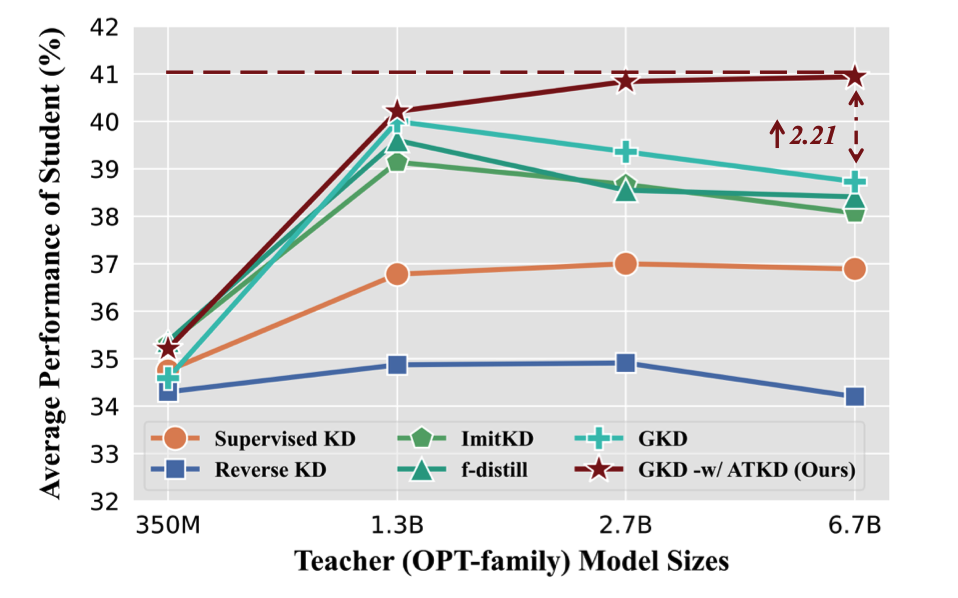 Average Performance of Student (%)
42
41
40
39
38
37
36
35
34
33
32
↑ 2.21
Supervised KD
ImitKD
GKD
Reverse KD
f-distill
GKD -w/ ATKD (Ours)
350M 1.3B 2.7B 6.7B
Teacher (OPT-family) Model Sizes